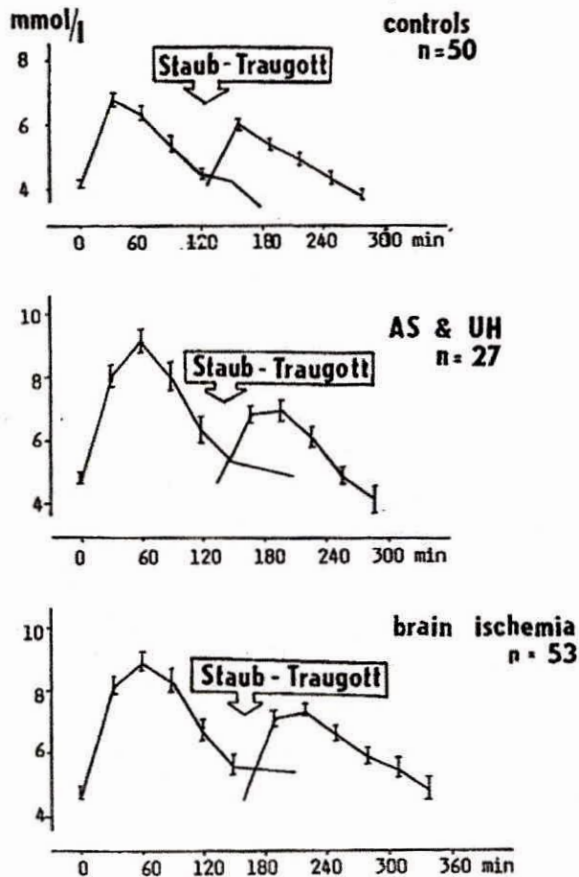 mmol/l
controls
n=50
8
Staub-Traugott
6
4
0 60 120 180 240 300 min
AS & UH
n= 27
10
Staub-Traugott
8
6
4
0 60 120 180 240 300 min
brain ischemia
n = 53
10
Staub-Traugott
8
6
4
0 60 120 180 240 300 360 min